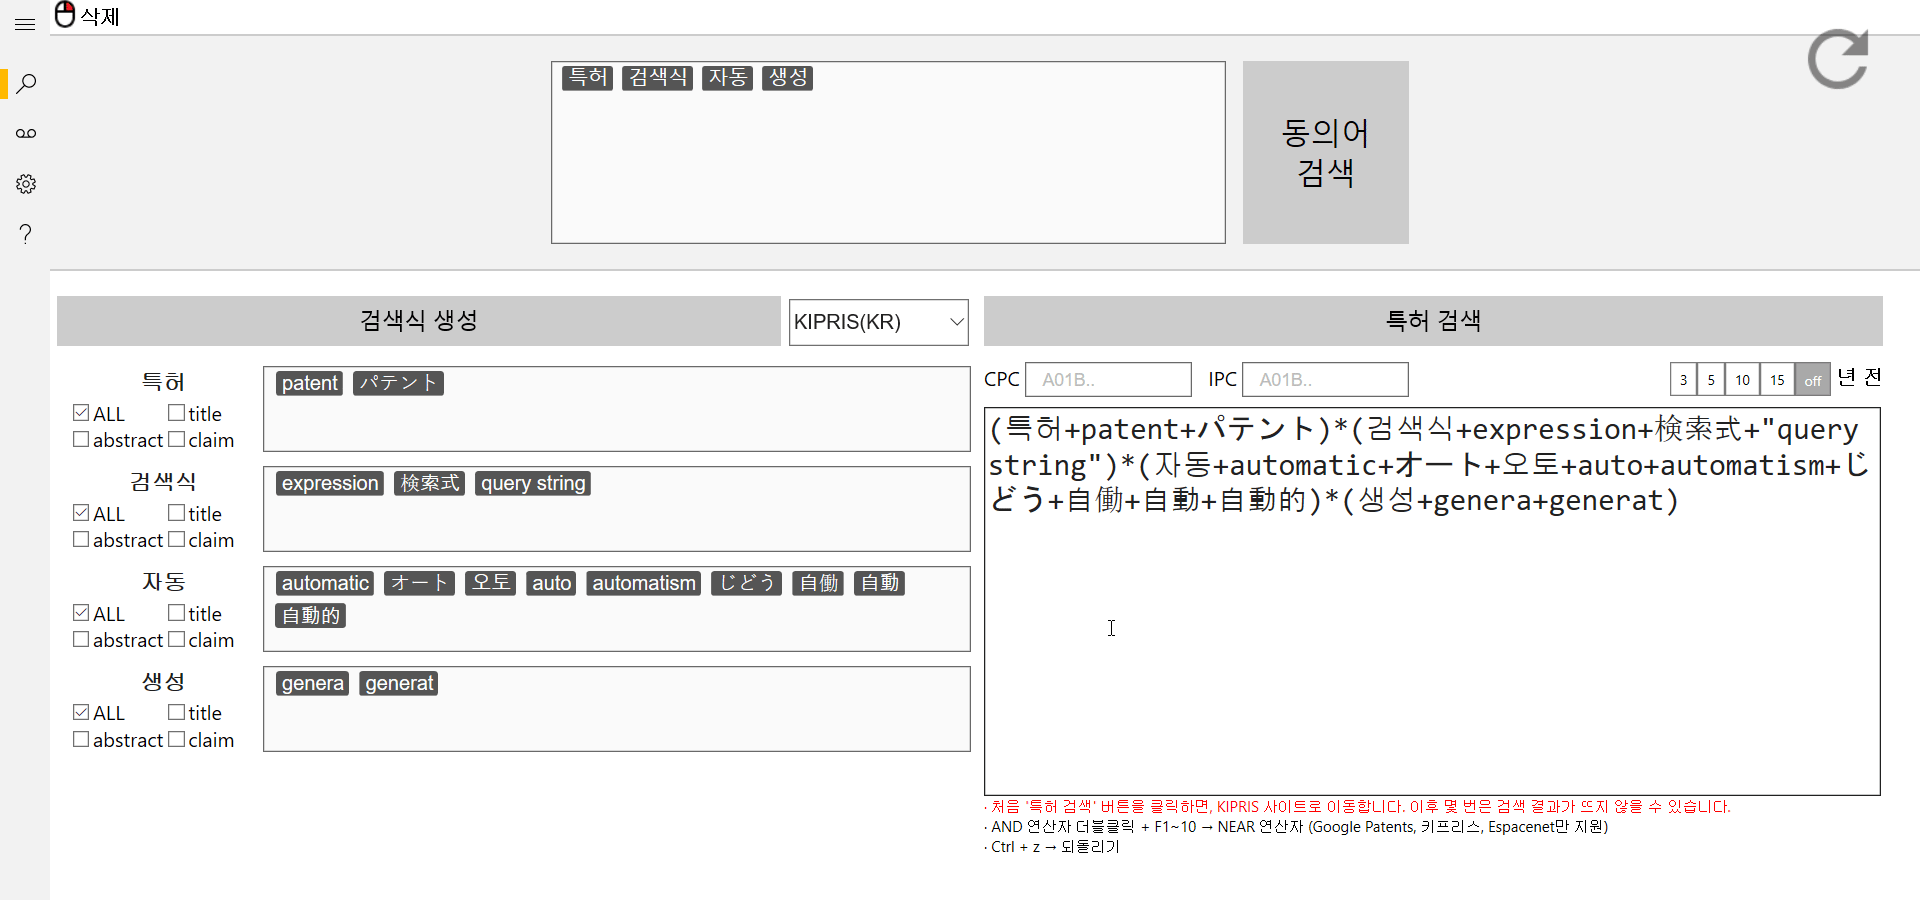 삭제
특허 검색식 자동 생성
동의어
검색
검색식 생성
KIPRIS(KR)
특허 검색
특허
ALL title
abstract claim
patent パテント
검색식
ALL title
abstract claim
expression 検索式 query string
자동
ALL title
abstract claim
automatic オート 오토 auto automatism じどう 自働 自動
自動的
생성
ALL title
abstract claim
genera generat
CPC A01B.. IPC A01B.. 3 5 10 15 off 년 전
(특허+patent+パテント)*(검색식+expression+検索式+"query
string")*(자동+automatic+オート+오토+auto+automatism+じ
どう+自働+自動+自動的)*(생성+genera+generat)
· 처음 '특허 검색' 버튼을 클릭하면, KIPRIS 사이트로 이동합니다. 이후 몇 번은 검색 결과가 뜨지 않을 수 있습니다.
· AND 연산자 더블클릭 + F1~10 → NEAR 연산자 (Google Patents, 키프리스, Espacenet만 지원)
· Ctrl + z → 되돌리기